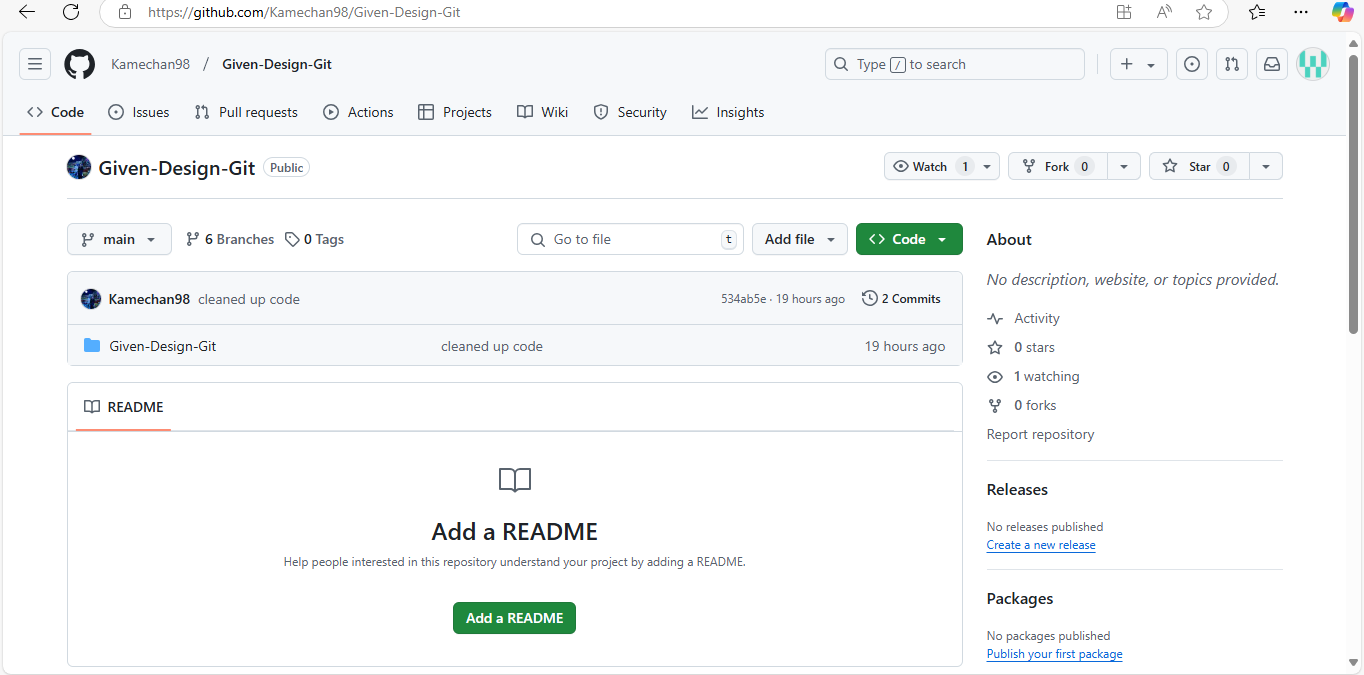 https://github.com/Kamechan98/Given-Design-Git
Kamechan98 / Given-Design-Git
Type / to search
Code Issues Pull requests Actions Projects Wiki Security Insights
Given-Design-Git Public
Watch 1 Fork 0 Star 0
main 6 Branches 0 Tags
Go to file t Add file Code
Kamechan98 cleaned up code 534ab5e · 19 hours ago 2 Commits
Given-Design-Git cleaned up code 19 hours ago
README
Add a README
Help people interested in this repository understand your project by adding a README.
Add a README
About
No description, website, or topics provided.
Activity
0 stars
1 watching
0 forks
Report repository
Releases
No releases published
Create a new release
Packages
No packages published
Publish your first package